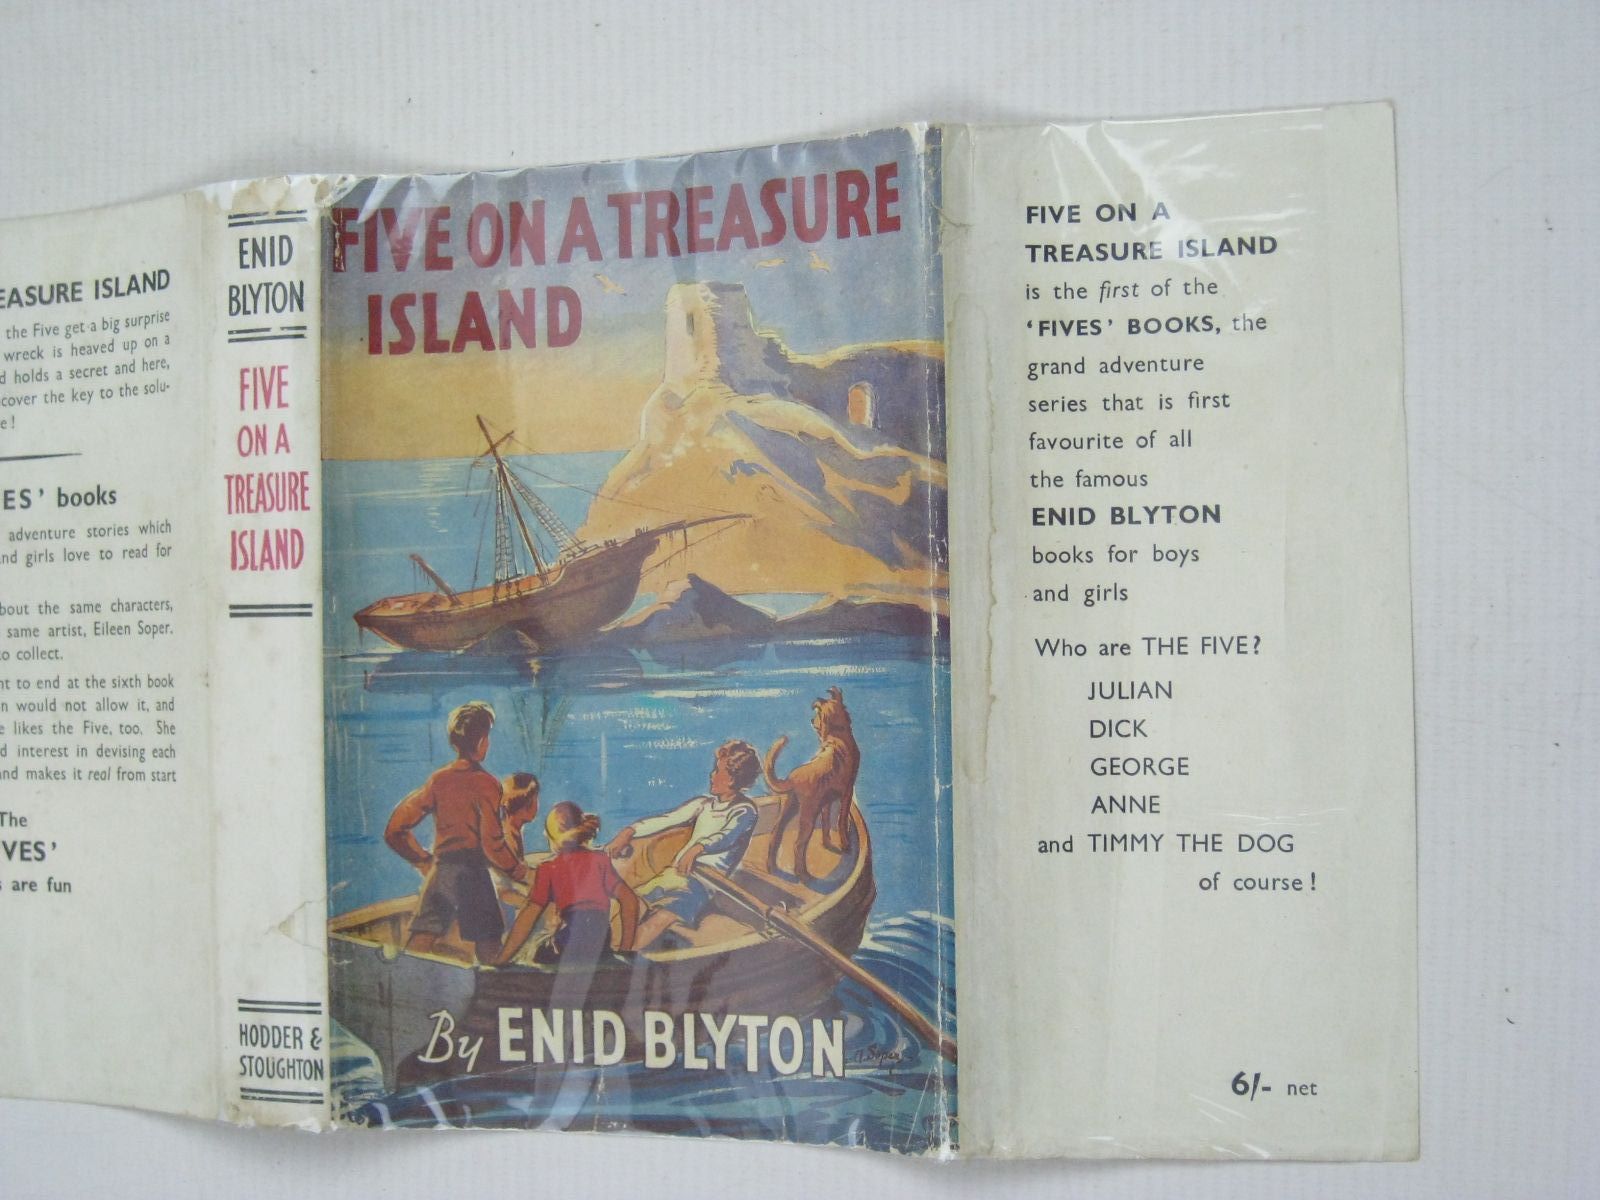 EASURE ISLAND
the Five get a big surprise
wreck is heaved up on a
d holds a secret and here,
cover the key to the solu-
e!
ES' books
adventure stories which
nd girls love to read for
bout the same characters,
same artist, Eileen Soper.
to collect.
nt to end at the sixth book
n would not allow it, and
e likes the Five, too. She
d interest in devising each
and makes it real from start
The
VES'
s are fun
ENID
BLYTON
FIVE
ON A
TREASURE
ISLAND
HODDER &
STOUGHTON
FIVE ON A TREASURE
ISLAND
By ENID BLYTON
Soper
FIVE ON A
TREASURE ISLAND
is the first of the
'FIVES' BOOKS, the
grand adventure
series that is first
favourite of all
the famous
ENID BLYTON
books for boys
and girls
Who are THE FIVE?
JULIAN
DICK
GEORGE
ANNE
and TIMMY THE DOG
of course!
6/- net